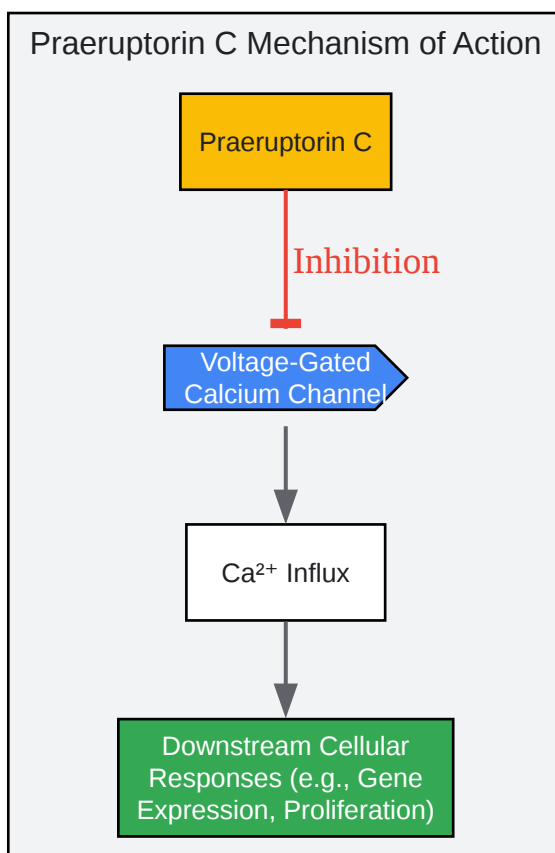 Praeruptorin C Mechanism of Action
Praeruptorin C
Inhibition
Voltage-Gated
Calcium Channel
Ca²⁺ Influx
Downstream Cellular
Responses (e.g., Gene
Expression, Proliferation)